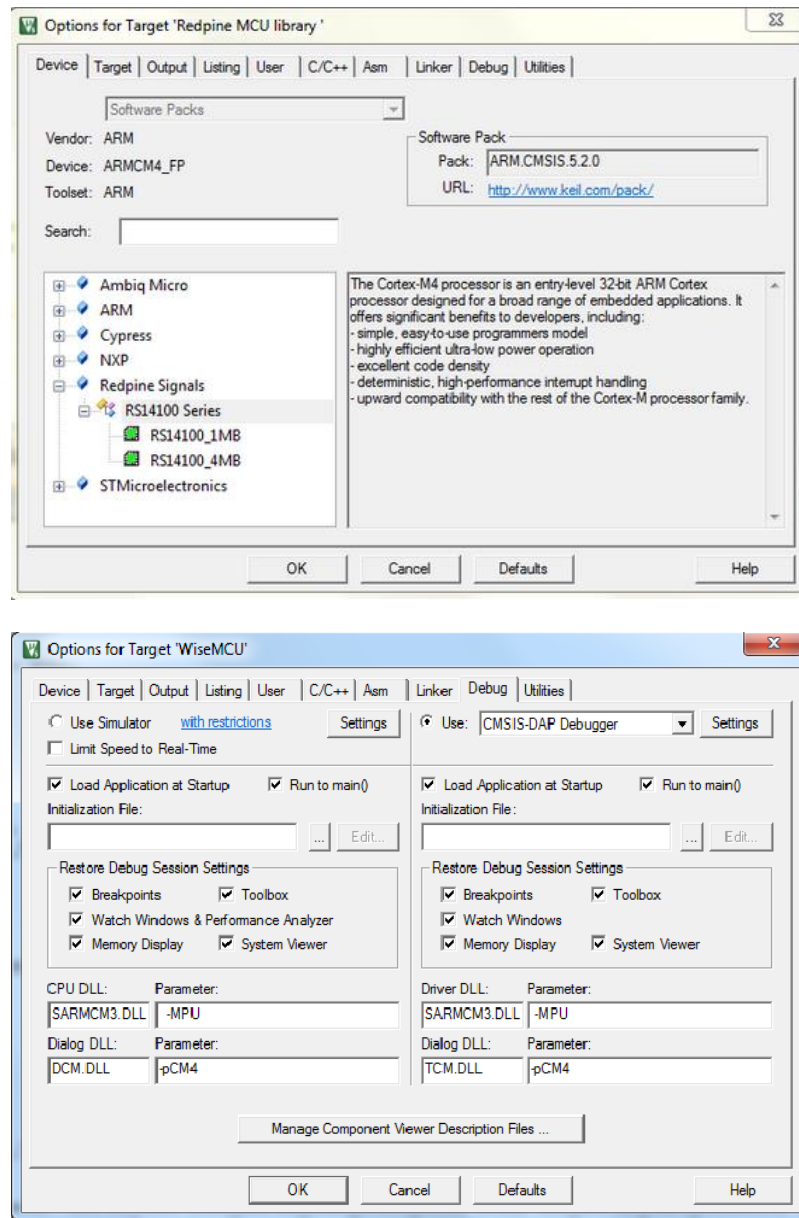 Options for Target 'Redpine MCU library '
Device Target Output Listing User C/C++ Asm Linker Debug Utilities
Software Packs
Vendor: ARM
Device: ARMCM4_FP
Toolset: ARM
Software Pack
Pack: ARM.CMSIS.5.2.0
URL: http://www.keil.com/pack/
Search:
Ambiq Micro
ARM
Cypress
NXP
Redpine Signals
RS14100 Series
RS14100_1MB
RS14100_4MB
STMicroelectronics
The Cortex-M4 processor is an entry-level 32-bit ARM Cortex
processor designed for a broad range of embedded applications. It
offers significant benefits to developers, including:
- simple, easy-to-use programmers model
- highly efficient ultra-low power operation
- excellent code density
- deterministic, high-performance interrupt handling
- upward compatibility with the rest of the Cortex-M processor family.
OK Cancel Defaults Help
Options for Target 'WiseMCU'
Device Target Output Listing User C/C++ Asm Linker Debug Utilities
Use Simulator with restrictions Settings
Limit Speed to Real-Time
Use: CMSIS-DAP Debugger Settings
Load Application at Startup Run to main()
Initialization File:
... Edit...
Restore Debug Session Settings
Breakpoints Toolbox
Watch Windows & Performance Analyzer
Memory Display System Viewer
Load Application at Startup Run to main()
Initialization File:
... Edit...
Restore Debug Session Settings
Breakpoints Toolbox
Watch Windows
Memory Display System Viewer
CPU DLL: Parameter:
SARMCM3.DLL -MPU
Dialog DLL: Parameter:
DCM.DLL -pCM4
Driver DLL: Parameter:
SARMCM3.DLL -MPU
Dialog DLL: Parameter:
TCM.DLL -pCM4
Manage Component Viewer Description Files ...
OK Cancel Defaults Help